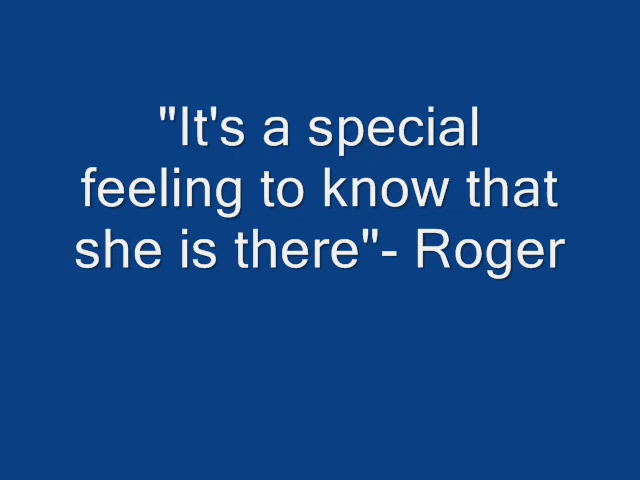 "It's a special
feeling to know that
she is there"- Roger